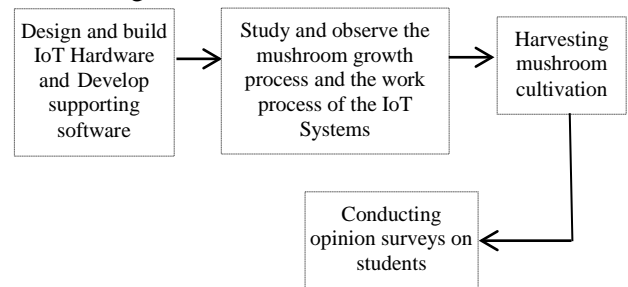 Design and build
IoT Hardware
and Develop
supporting
software
Study and observe the
mushroom growth
process and the work
process of the IoT
Systems
Harvesting
mushroom
cultivation
Conducting
opinion surveys on
students